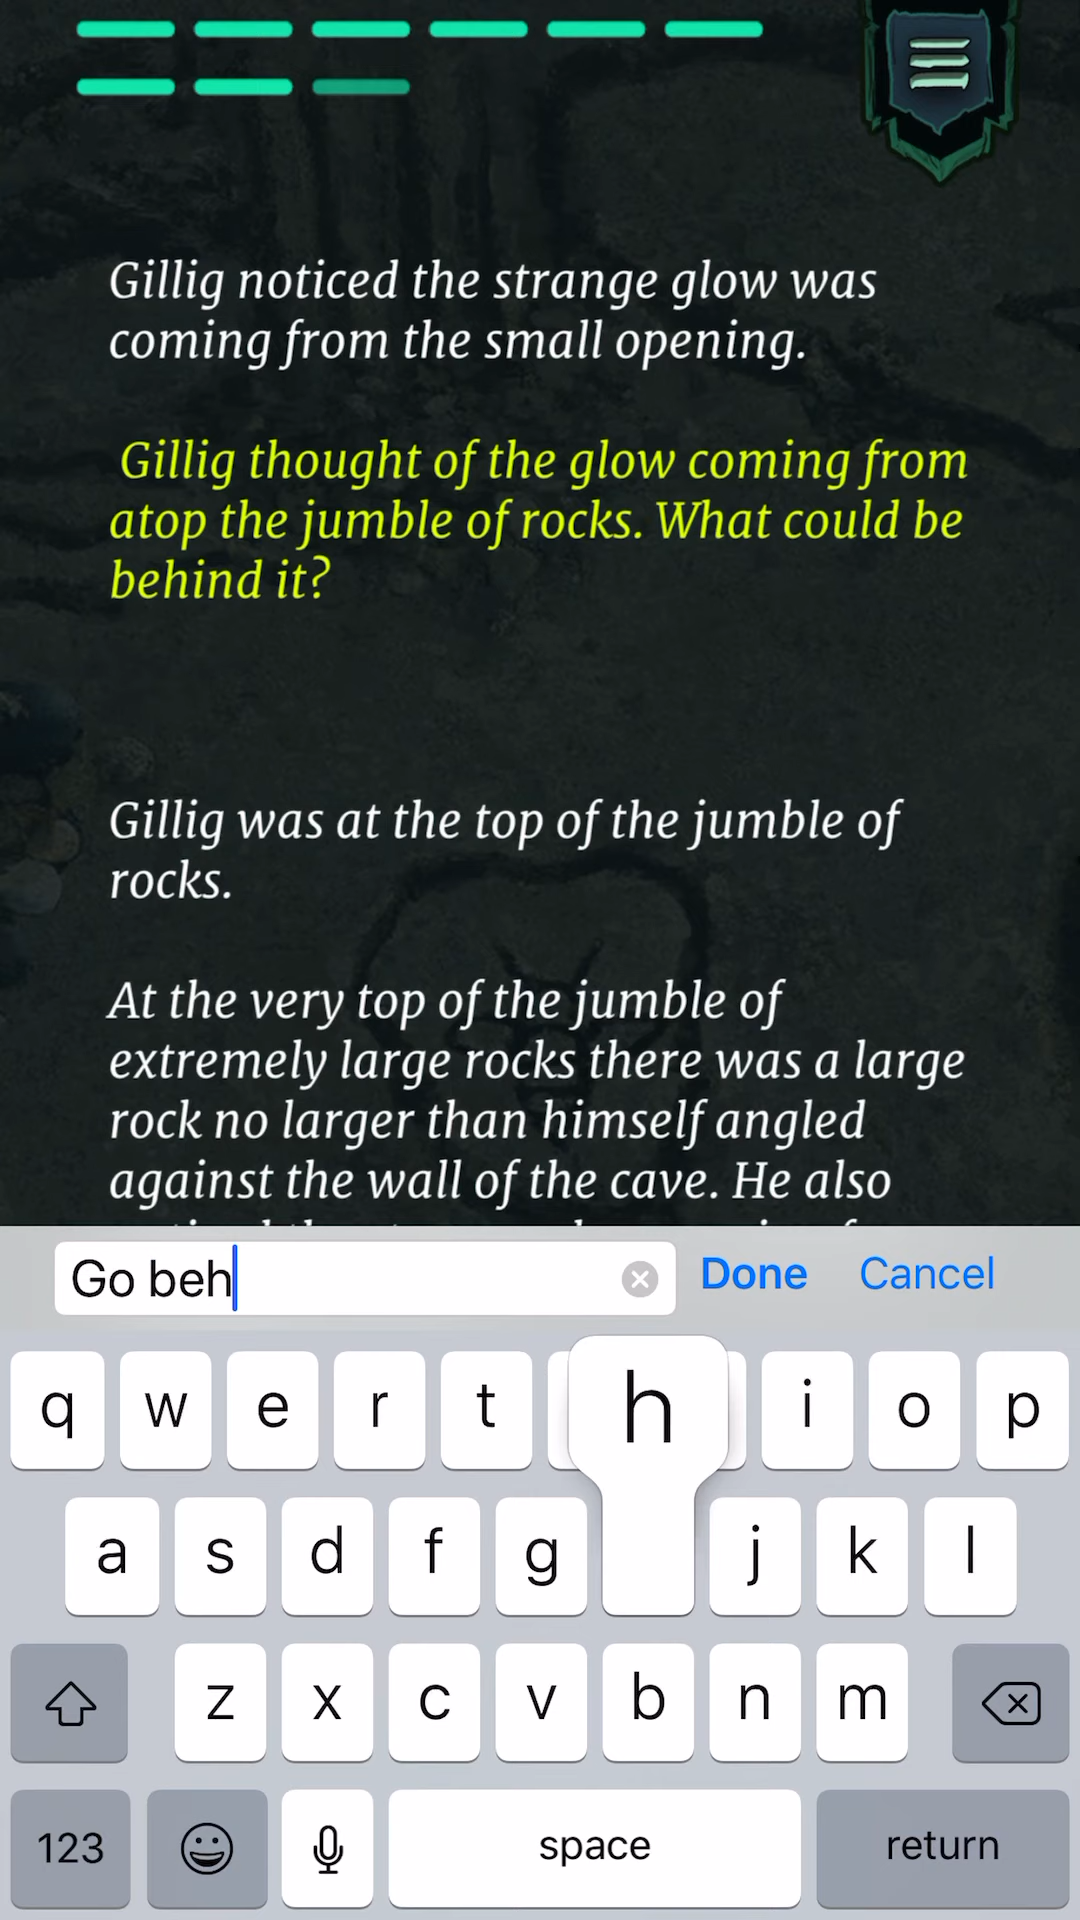 Gillig noticed the strange glow was
coming from the small opening.
Gillig thought of the glow coming from
atop the jumble of rocks. What could be
behind it?
Gillig was at the top of the jumble of
rocks.
At the very top of the jumble of
extremely large rocks there was a large
rock no larger than himself angled
against the wall of the cave. He also
Go beh
Done Cancel
q w e r t h i o p
a s d f g j k l
z x c v b n m
123 space return